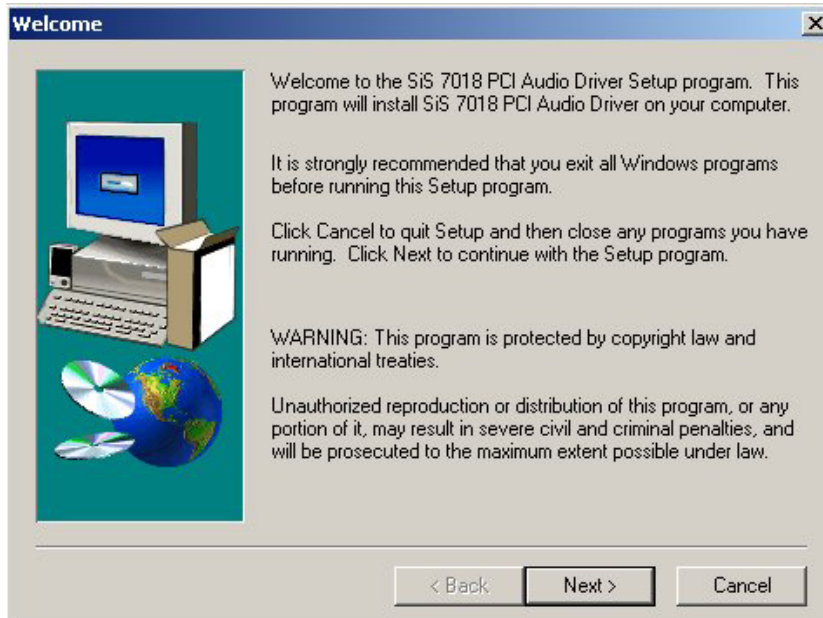 Welcome
Welcome to the SiS 7018 PCI Audio Driver Setup program. This
program will install SiS 7018 PCI Audio Driver on your computer.
It is strongly recommended that you exit all Windows programs
before running this Setup program.
Click Cancel to quit Setup and then close any programs you have
running. Click Next to continue with the Setup program.
WARNING: This program is protected by copyright law and
international treaties.
Unauthorized reproduction or distribution of this program, or any
portion of it, may result in severe civil and criminal penalties, and
will be prosecuted to the maximum extent possible under law.
< Back
Next >
Cancel